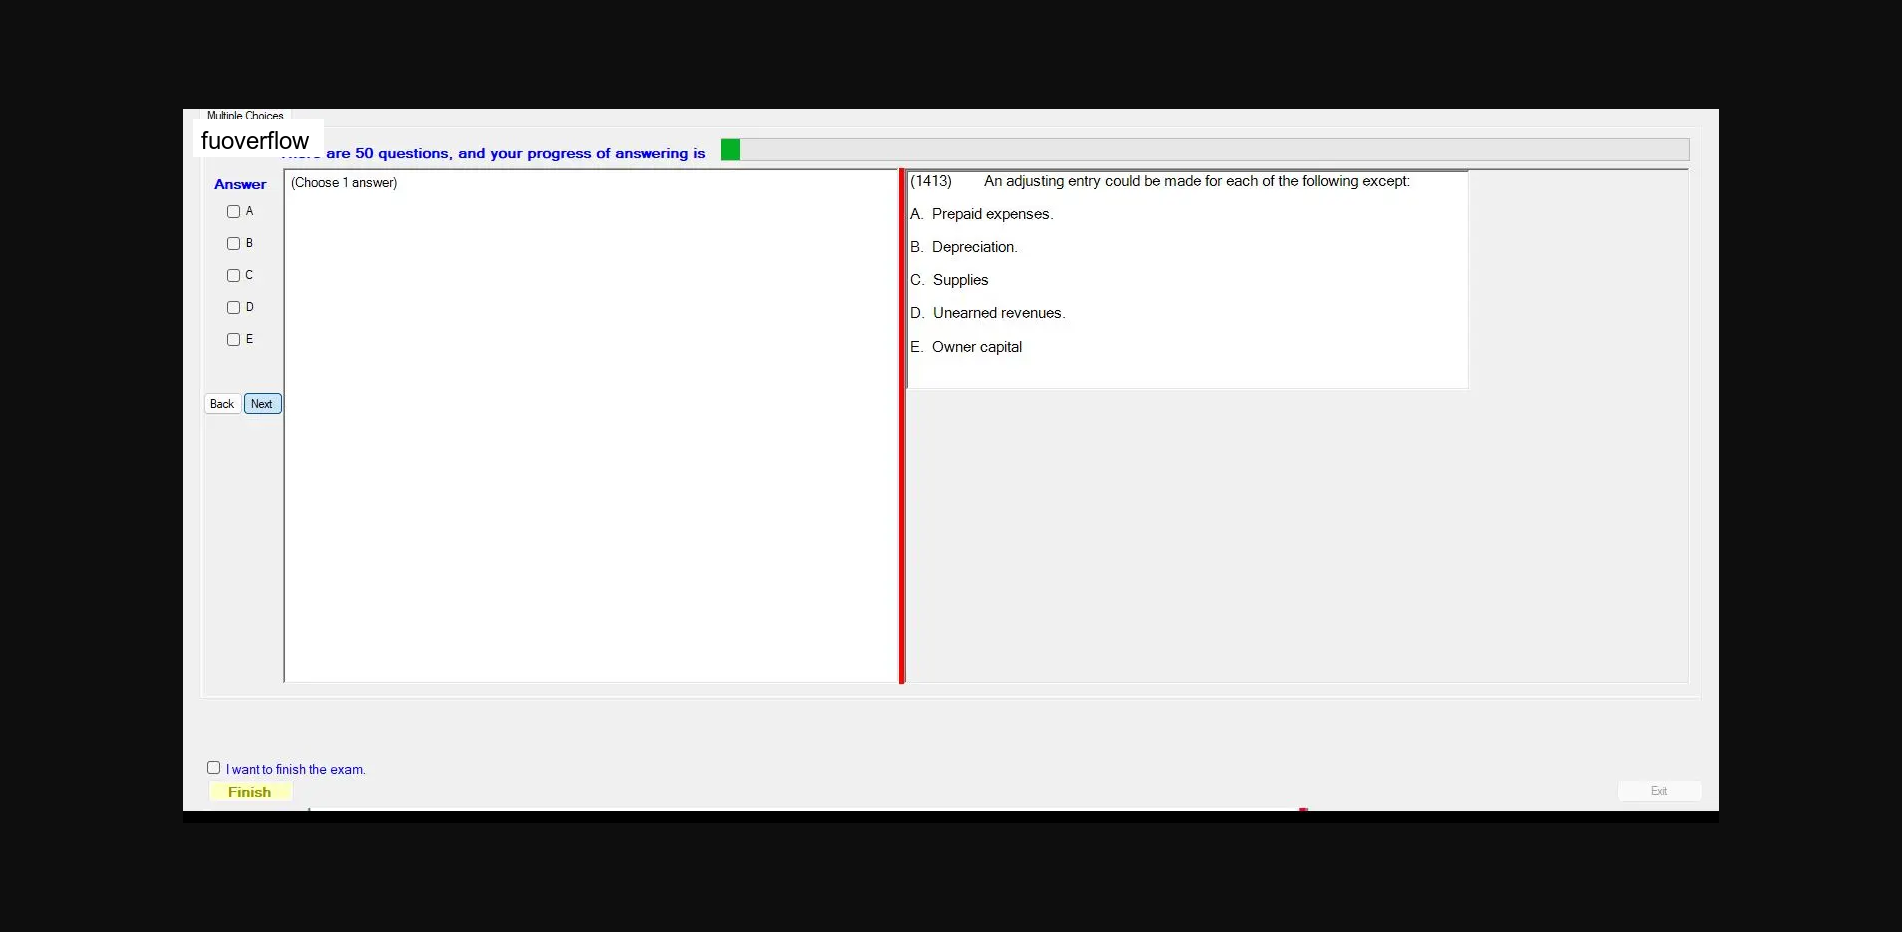 Multiple Choices
fuoverflow
are 50 questions, and your progress of answering is
Answer
(Choose 1 answer)
A
B
C
D
E
Back Next
(1413) An adjusting entry could be made for each of the following except:
A. Prepaid expenses.
B. Depreciation.
C. Supplies
D. Unearned revenues.
E. Owner capital
I want to finish the exam.
Finish
Exit